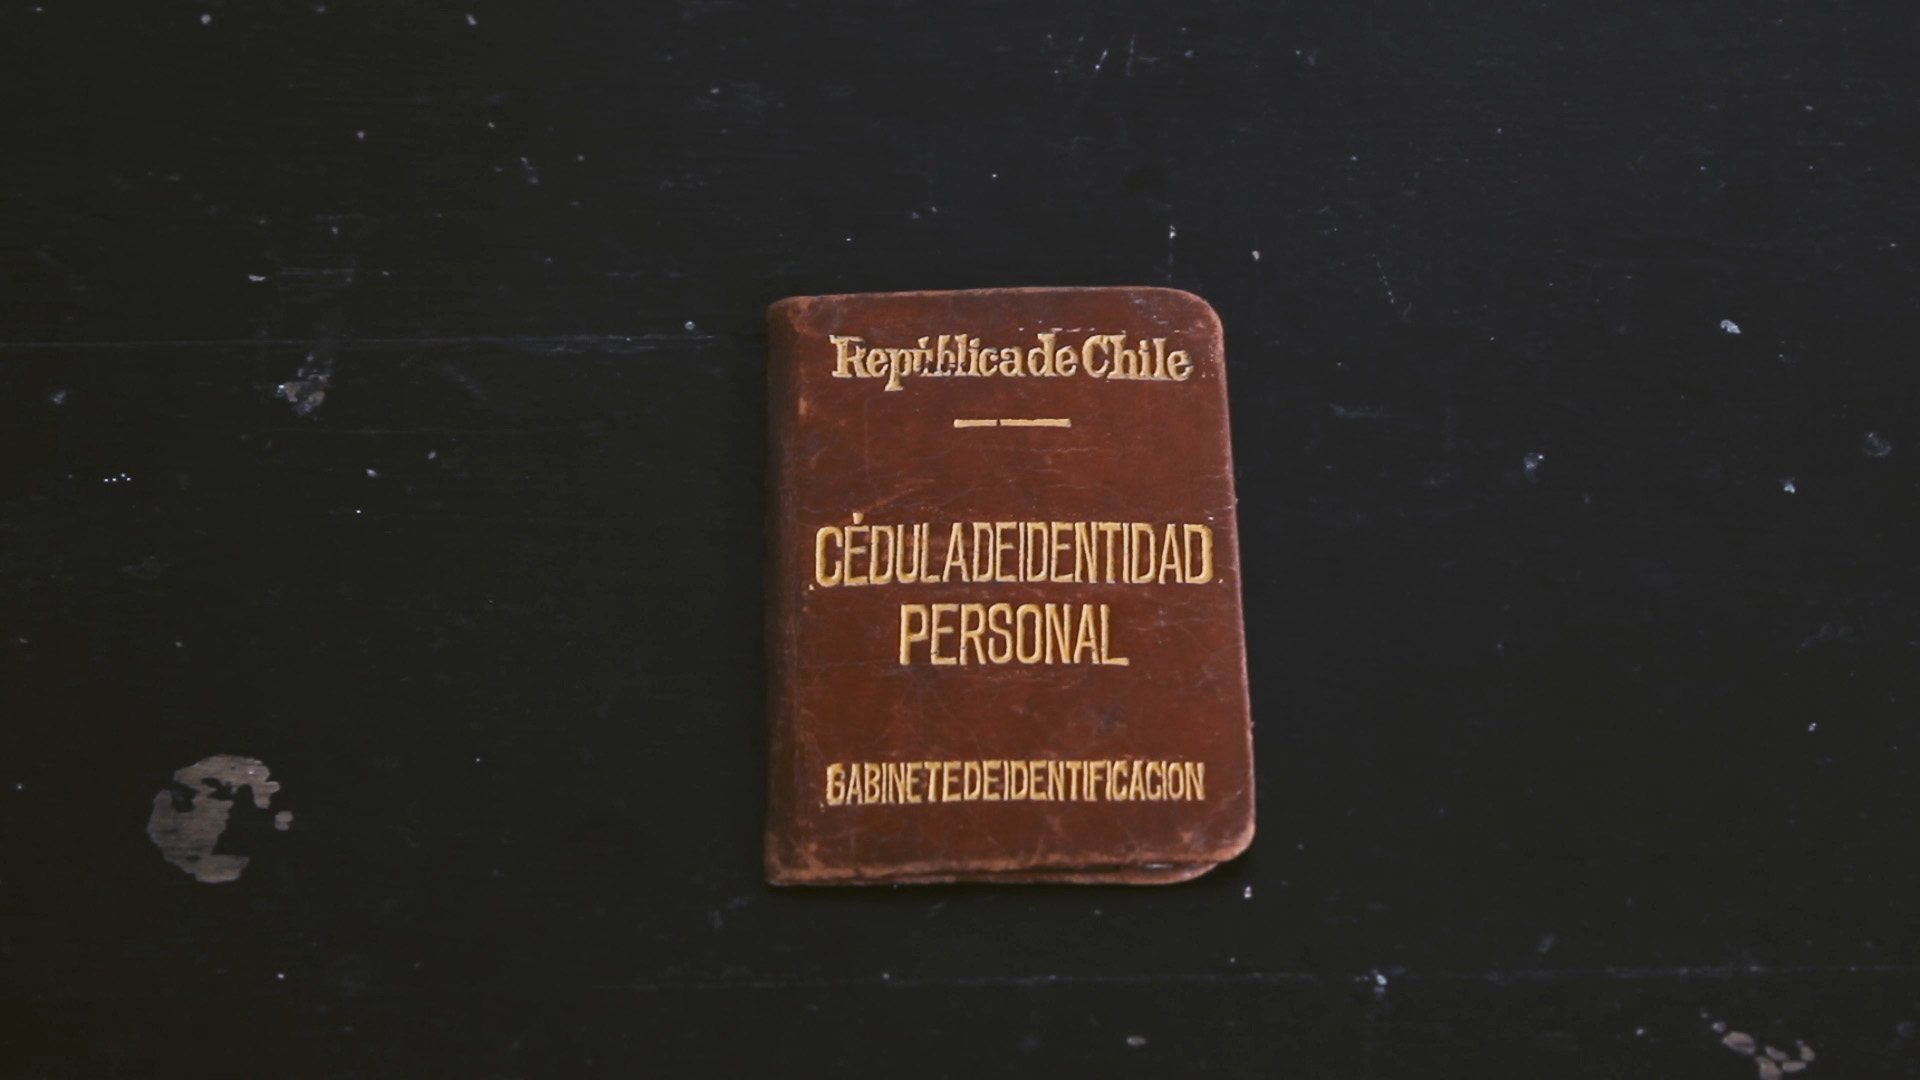 República de Chile
CÉDULA DE IDENTIDAD
PERSONAL
GABINETE DE IDENTIFICACION